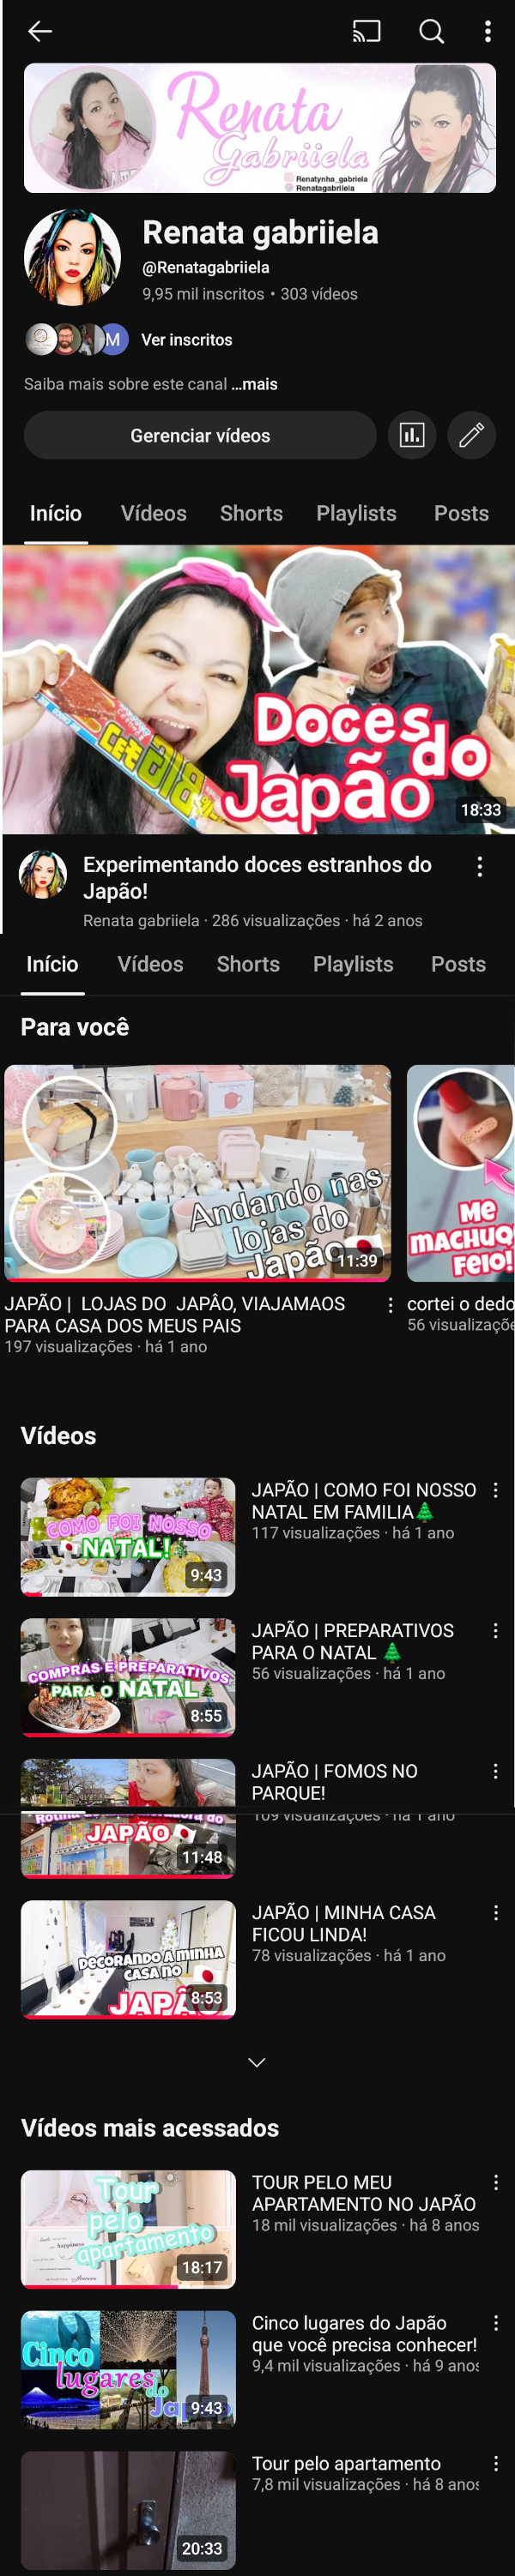 Renata
Gabriiela
Renatynha_gabriela
Renatagabriiela
Renata gabriiela
@Renatagabriiela
9,95 mil inscritos • 303 vídeos
M
Ver inscritos
Saiba mais sobre este canal ...mais
Gerenciar vídeos
Início Vídeos Shorts Playlists Posts
Doces
do
Japão
18:33
Experimentando doces estranhos do
Japão!
Renata gabriiela · 286 visualizações · há 2 anos
Início Vídeos Shorts Playlists Posts
Para você
Andando nas
lojas do
Japão
11:39
JAPÃO | LOJAS DO JAPÂO, VIAJAMAOS
PARA CASA DOS MEUS PAIS
197 visualizações · há 1 ano
Me
MACHUQ
FEIO!
cortei o dedo
56 visualizaçõe
Vídeos
COMO FOI NOSSO
NATAL!
9:43
JAPÃO | COMO FOI NOSSO
NATAL EM FAMILIA🎄
117 visualizações · há 1 ano
COMPRAS E PREPARATIVOS
PARA O NATAL
8:55
JAPÃO | PREPARATIVOS
PARA O NATAL 🎄
56 visualizações · há 1 ano
JAPÃO | FOMOS NO
PARQUE!
109 visualizações · há 1 ano
JAPÃO
11:48
DECORANDO A MINHA
CASA NO
JAPÃO
8:53
JAPÃO | MINHA CASA
FICOU LINDA!
78 visualizações · há 1 ano
Vídeos mais acessados
Tour
pelo
apartamento
18:17
TOUR PELO MEU
APARTAMENTO NO JAPÃO
18 mil visualizações · há 8 anos
Cinco
lugares do
Jap
9:43
Cinco lugares do Japão
que você precisa conhecer!
9,4 mil visualizações · há 9 anos
20:33
Tour pelo apartamento
7,8 mil visualizações · há 8 anos